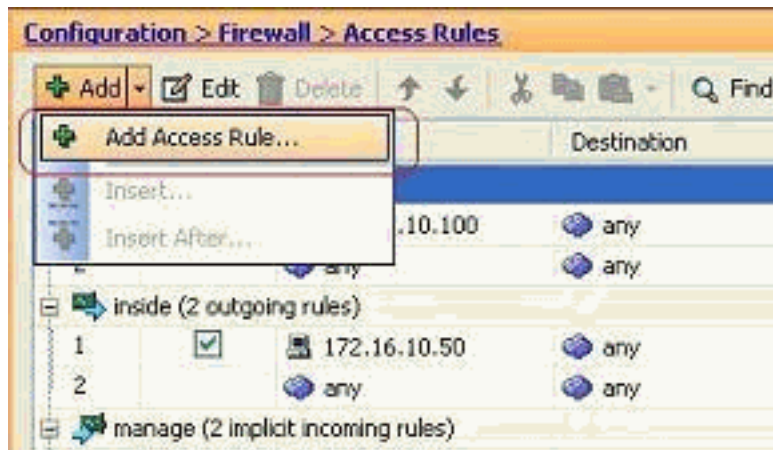 Configuration > Firewall > Access Rules
Add Edit Delete Find
Add Access Rule...
Destination
Insert...
Insert After...
.10.100 any
2 any any
inside (2 outgoing rules)
1 172.16.10.50 any
2 any any
manage (2 implicit incoming rules)